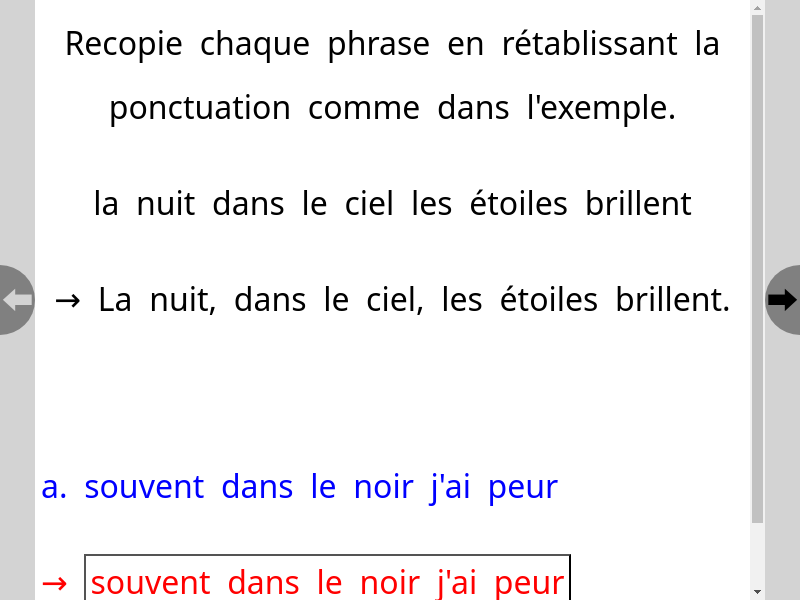 Recopie chaque phrase en rétablissant la
ponctuation comme dans l'exemple.
la nuit dans le ciel les étoiles brillent
→ La nuit, dans le ciel, les étoiles brillent.
a. souvent dans le noir j'ai peur
→ souvent dans le noir j'ai peur